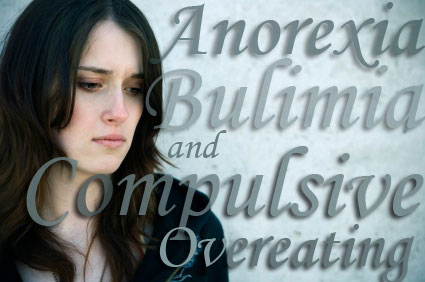 Anorexia
Bulimia
and
Compulsive
Overeating